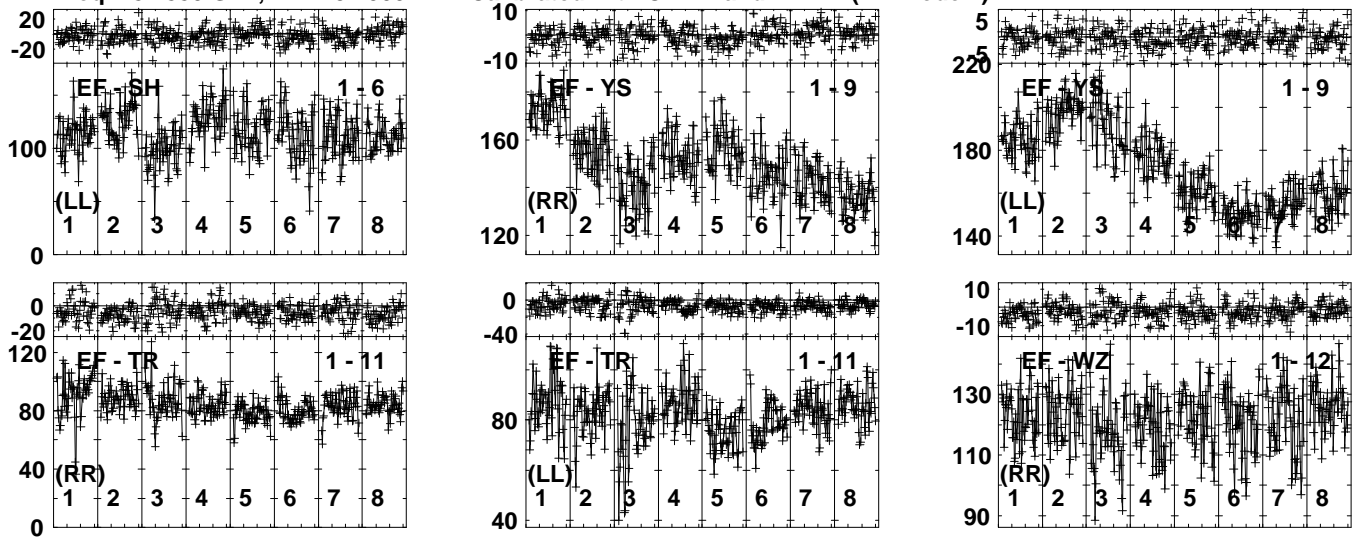 20
-20
EF - SH 1 - 6
100
(LL)
1 2 3 4 5 6 7 8
0
10
0
-10
EF - YS 1 - 9
160
(RR)
1 2 3 4 5 6 7 8
120
5
-5
220
EF - YS 1 - 9
180
(LL)
1 2 3 4 5 6 7 8
140
0
-20
120
EF - TR 1 - 11
80
40
(RR)
1 2 3 4 5 6 7 8
0
0
-40
EF - TR 1 - 11
80
(LL)
1 2 3 4 5 6 7 8
40
10
-10
EF - WZ 1 - 12
130
110
(RR)
1 2 3 4 5 6 7 8
90